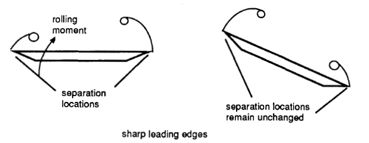 rolling
moment
separation
locations
separation locations
remain unchanged
sharp leading edges